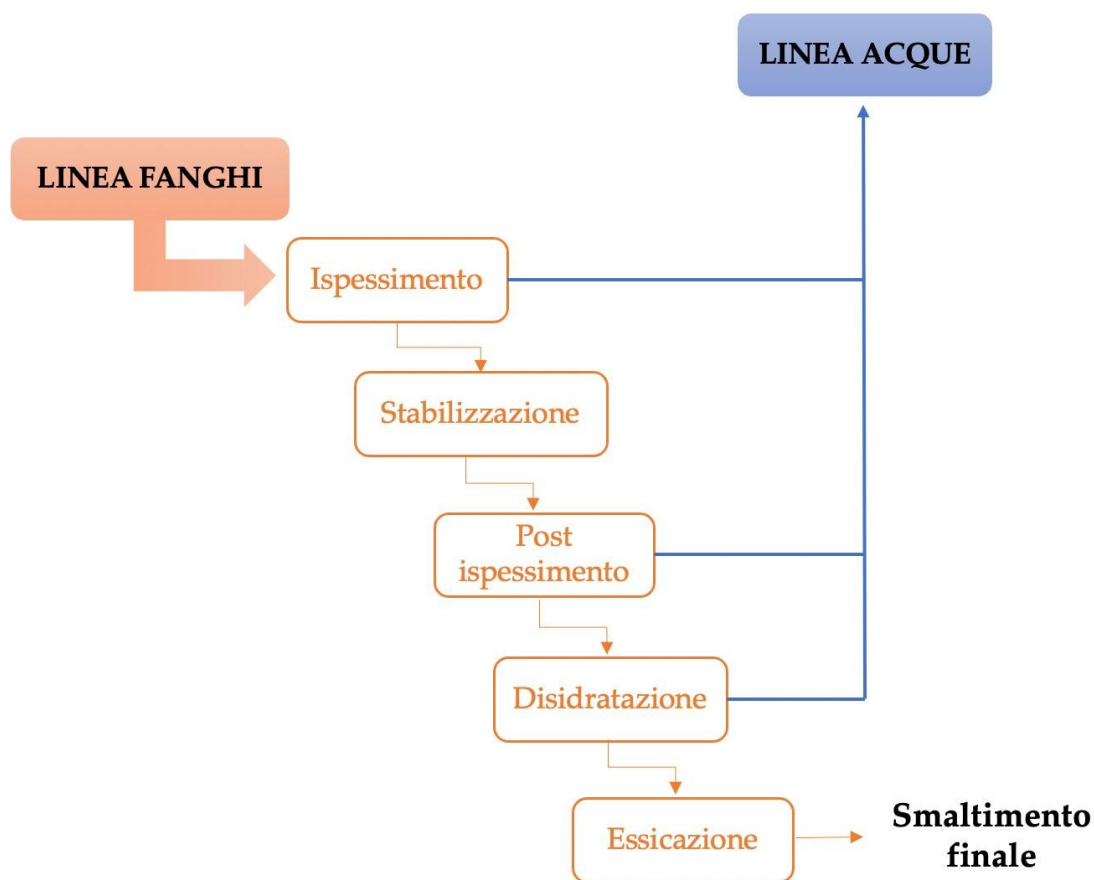 LINEA ACQUE
LINEA FANGHI
Ispessimento
Stabilizzazione
Post
ispessimento
Disidratazione
Essicazione
Smaltimento
finale